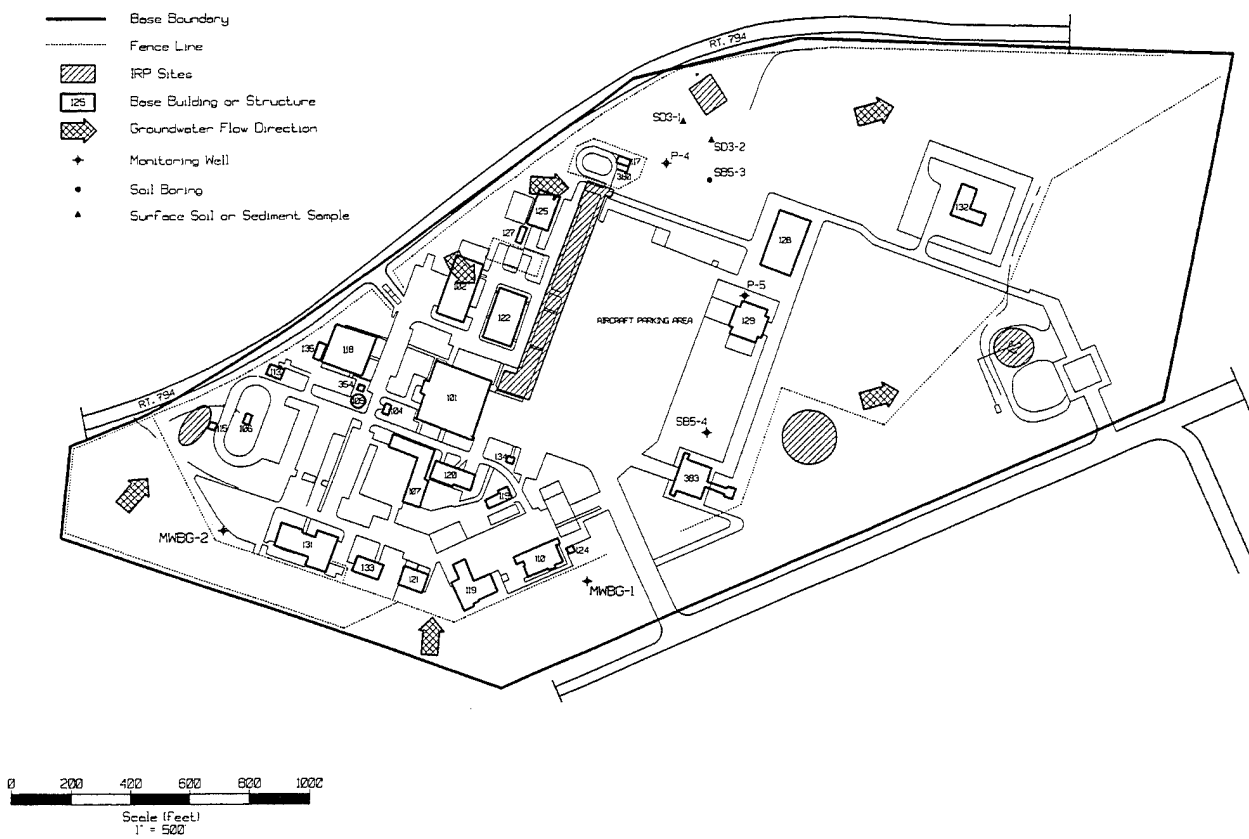 Base Boundary
Fence Line
IRP Sites
125
Base Building or Structure
Groundwater Flow Direction
Monitoring Well
Soil Boring
Surface Soil or Sediment Sample
RT. 794
SD3-1
SD3-2
P-4
SB5-3
117
380
125
127
132
128
102
122
P-5
129
AIRCRAFT PARKING AREA
136
118
112
354
109
104
101
RT. 794
115
106
SB5-4
134
120
107
383
MWBG-2
131
133
121
119
110
124
MWBG-1
0 200 400 600 800 1000
Scale (feet)
1" = 500'